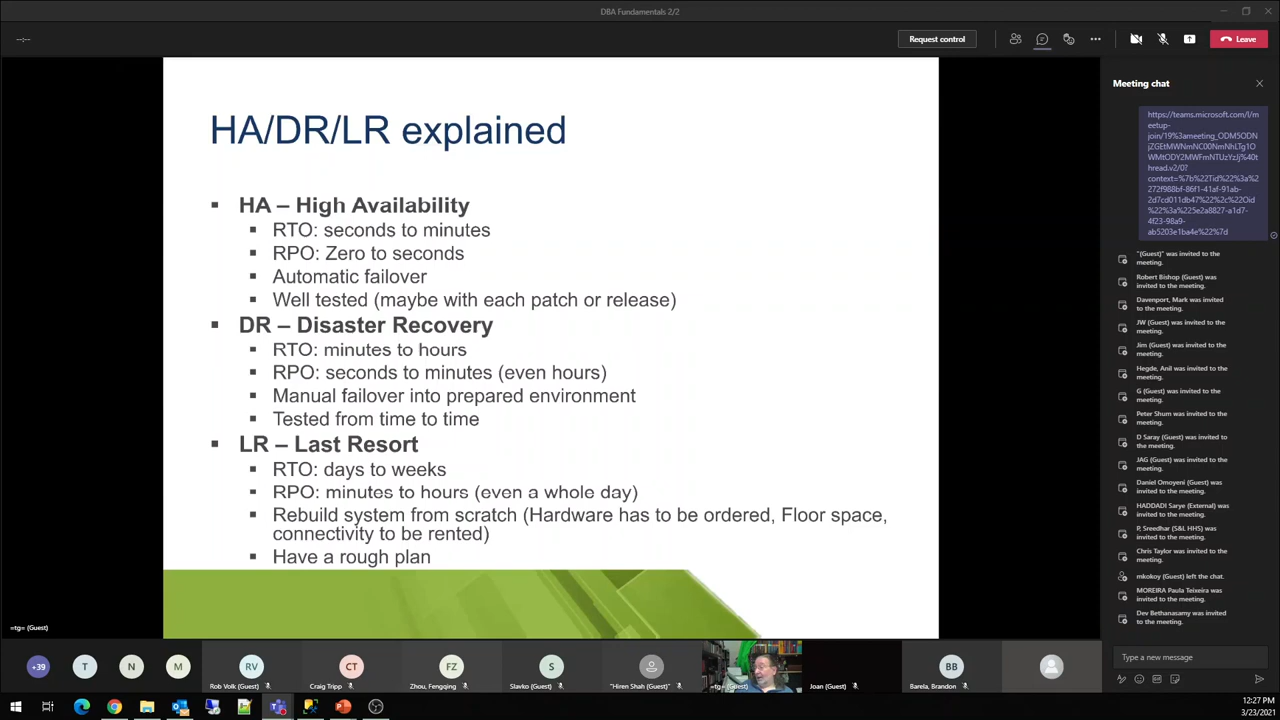 DBA Fundamentals 2/2
--:--
Request control
Leave
HA/DR/LR explained
HA – High Availability
RTO: seconds to minutes
RPO: Zero to seconds
Automatic failover
Well tested (maybe with each patch or release)
DR – Disaster Recovery
RTO: minutes to hours
RPO: seconds to minutes (even hours)
Manual failover into prepared environment
Tested from time to time
LR – Last Resort
RTO: days to weeks
RPO: minutes to hours (even a whole day)
Rebuild system from scratch (Hardware has to be ordered, Floor space,
connectivity to be rented)
Have a rough plan
=tg= (Guest)
Meeting chat
https://teams.microsoft.com/l/m
eetup-
join/19%3ameeting_ODM5ODN
jZGEtMWNmNC00NmNhLTg1O
WMtODY2MWFmNTUzYzJj%40t
hread.v2/0?
context=%7b%22Tid%22%3a%2
272f988bf-86f1-41af-91ab-
2d7cd011db47%22%2c%22Oid
%22%3a%225e2a8827-a1d7-
4f23-98a9-
ab5203e1ba4e%22%7d
"(Guest)" was invited to the
meeting.
Robert Bishop (Guest) was
invited to the meeting.
Davenport, Mark was invited
to the meeting.
JW (Guest) was invited to the
meeting.
Jim (Guest) was invited to the
meeting.
Hegde, Anil was invited to the
meeting.
G (Guest) was invited to the
meeting.
Peter Shum was invited to the
meeting.
D Saray (Guest) was invited to
the meeting.
JAG (Guest) was invited to the
meeting.
Daniel Omoyeni (Guest) was
invited to the meeting.
HADDADI Sarye (External) was
invited to the meeting.
P, Sreedhar (S&L HHS) was
invited to the meeting.
Chris Taylor was invited to the
meeting.
mkokoy (Guest) left the chat.
MOREIRA Paula Teixeira was
invited to the meeting.
Dev Bethanasamy was invited
to the meeting.
Type a new message
+39
T
N
M
RV
Rob Volk (Guest)
CT
Craig Tripp
FZ
Zhou, Fengqing
S
Slavko (Guest)
"Hiren Shah (Guest)"
=tg= (Guest)
Joan (Guest)
BB
Barela, Brandon
12:27 PM
3/23/2021